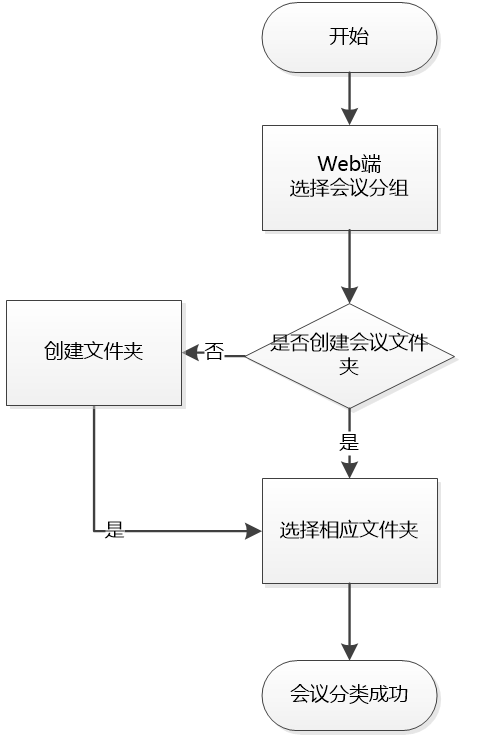 开始
Web端
选择会议分组
是否创建会议文件
夹
否
创建文件夹
是
是
选择相应文件夹
会议分类成功